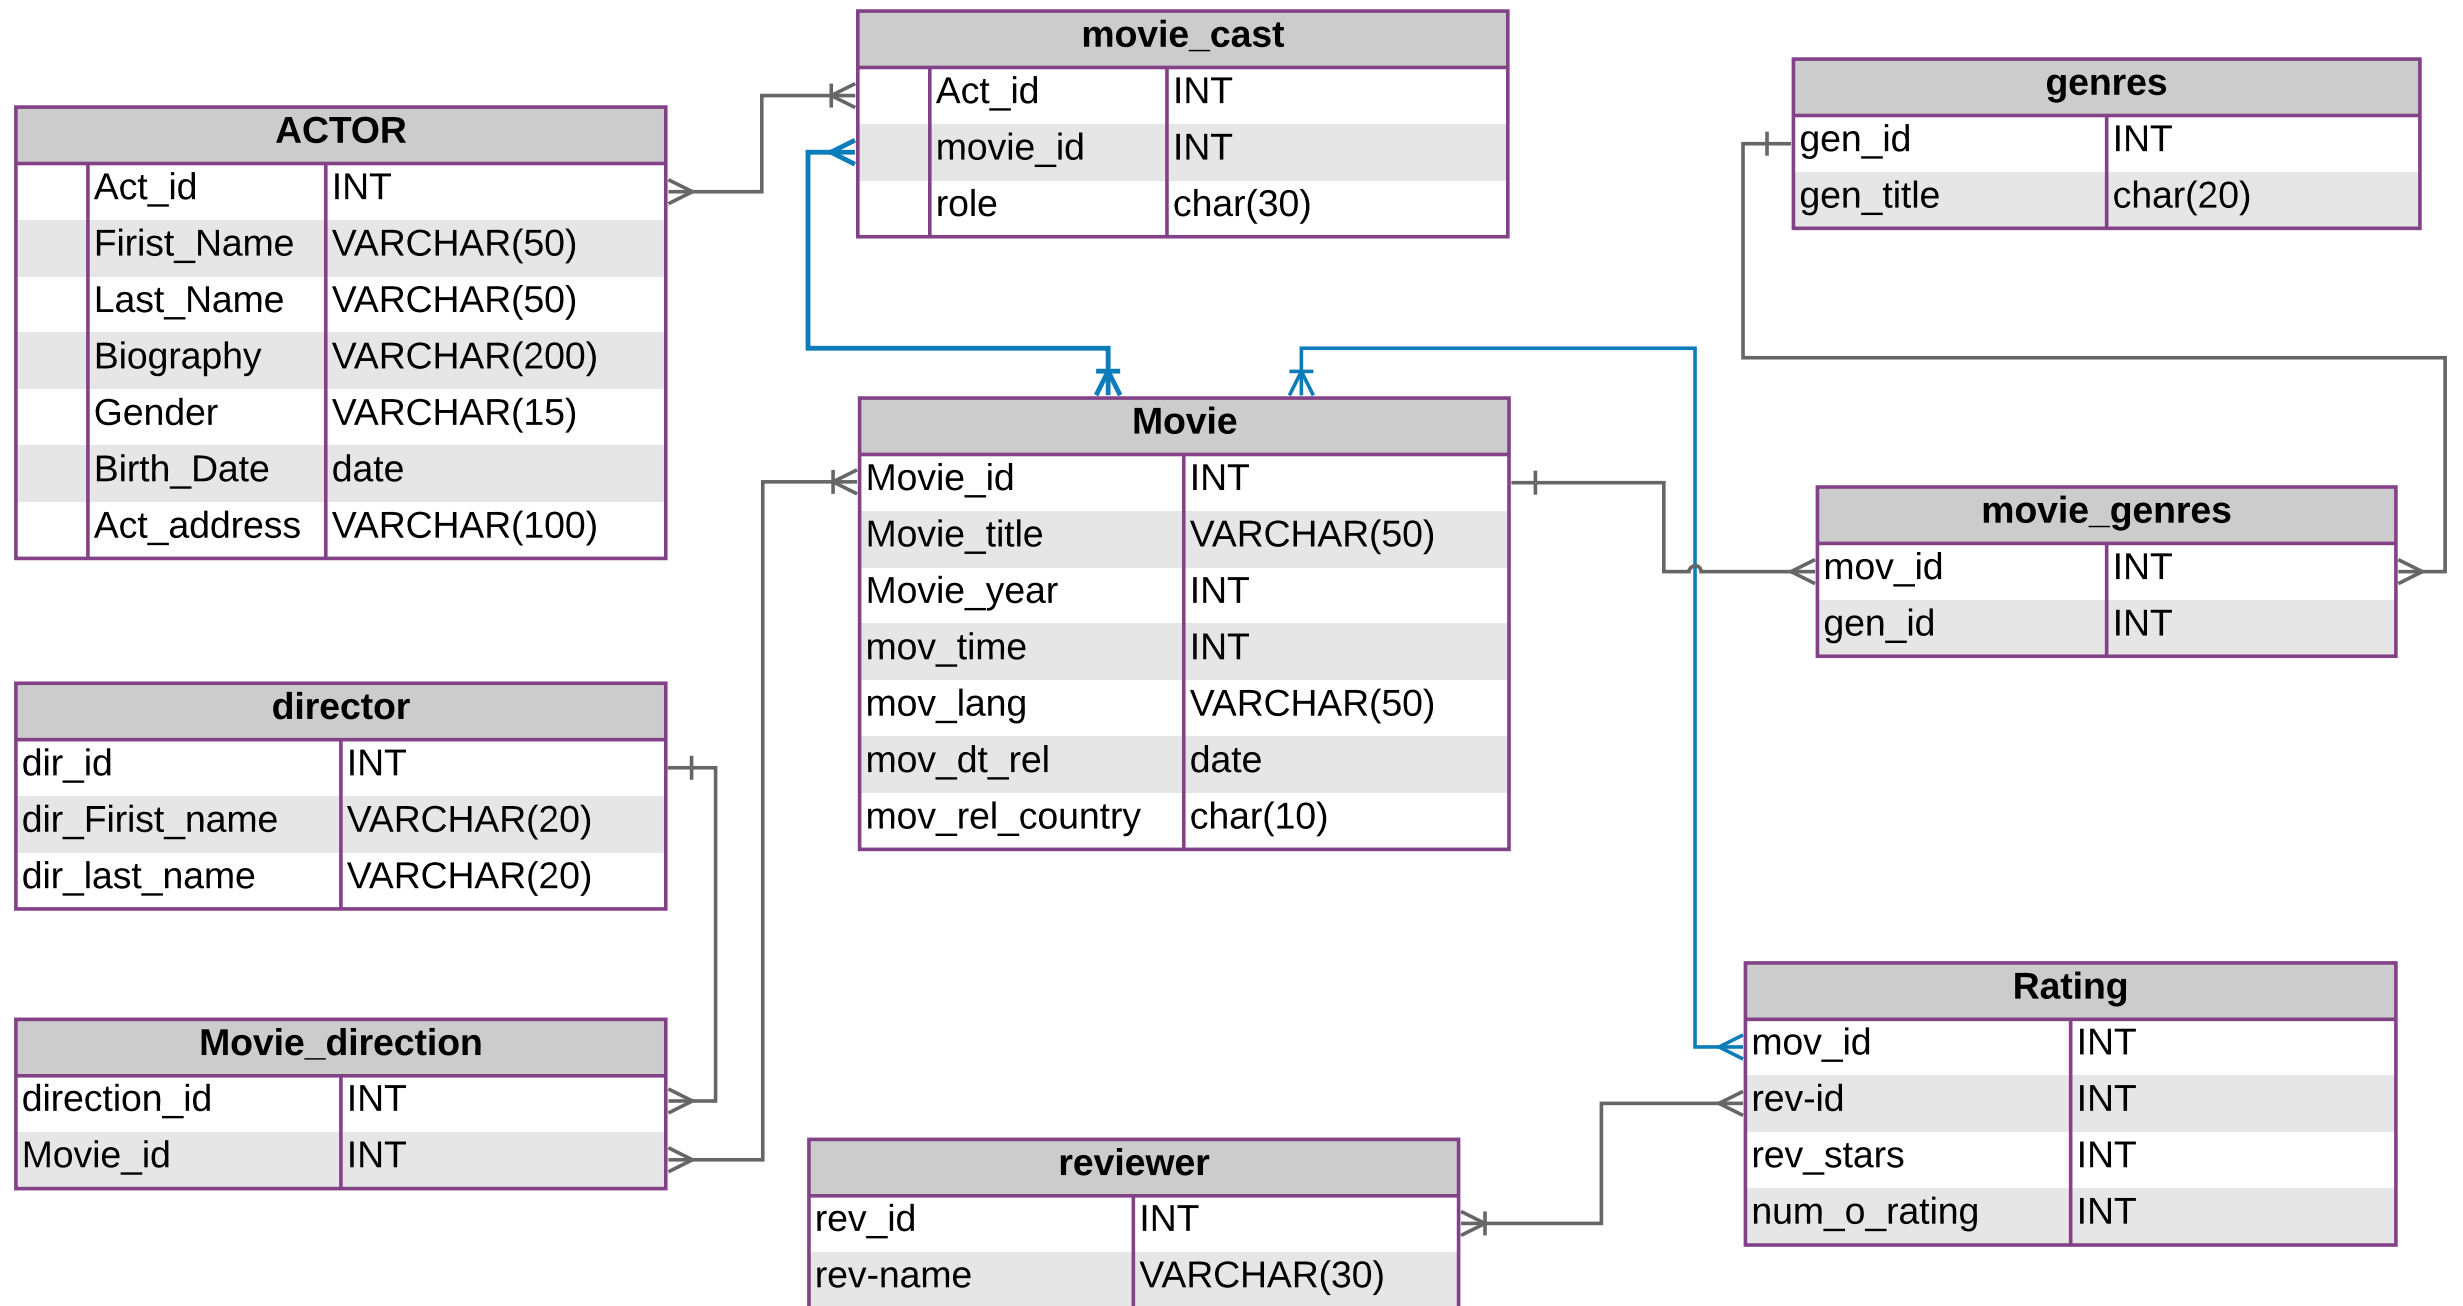 movie_cast
Act_id INT
movie_id INT
role char(30)
genres
gen_id INT
gen_title char(20)
ACTOR
Act_id INT
Firist_Name VARCHAR(50)
Last_Name VARCHAR(50)
Biography VARCHAR(200)
Gender VARCHAR(15)
Birth_Date date
Act_address VARCHAR(100)
Movie
Movie_id INT
Movie_title VARCHAR(50)
Movie_year INT
mov_time INT
mov_lang VARCHAR(50)
mov_dt_rel date
mov_rel_country char(10)
movie_genres
mov_id INT
gen_id INT
director
dir_id INT
dir_Firist_name VARCHAR(20)
dir_last_name VARCHAR(20)
Movie_direction
direction_id INT
Movie_id INT
Rating
mov_id INT
rev-id INT
rev_stars INT
num_o_rating INT
reviewer
rev_id INT
rev-name VARCHAR(30)